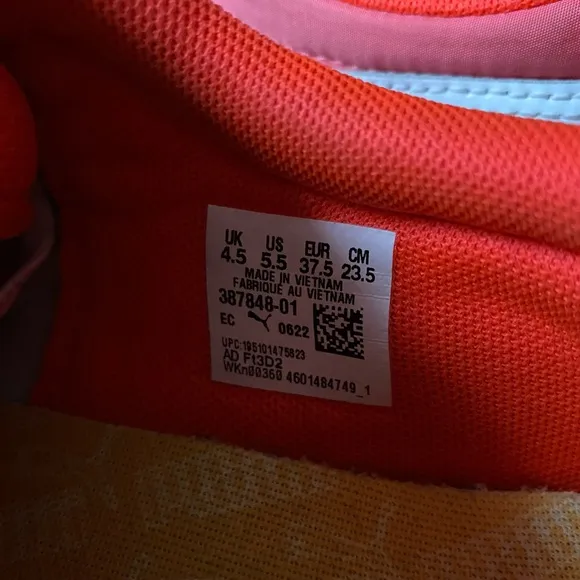 UK US EUR CM
4.5 5.5 37.5 23.5
MADE IN VIETNAM
FABRIQUE AU VIETNAM
387848-01
EC 0622
UPC:195101475823
AD Ft3D2
WKn00360 4601484749_1